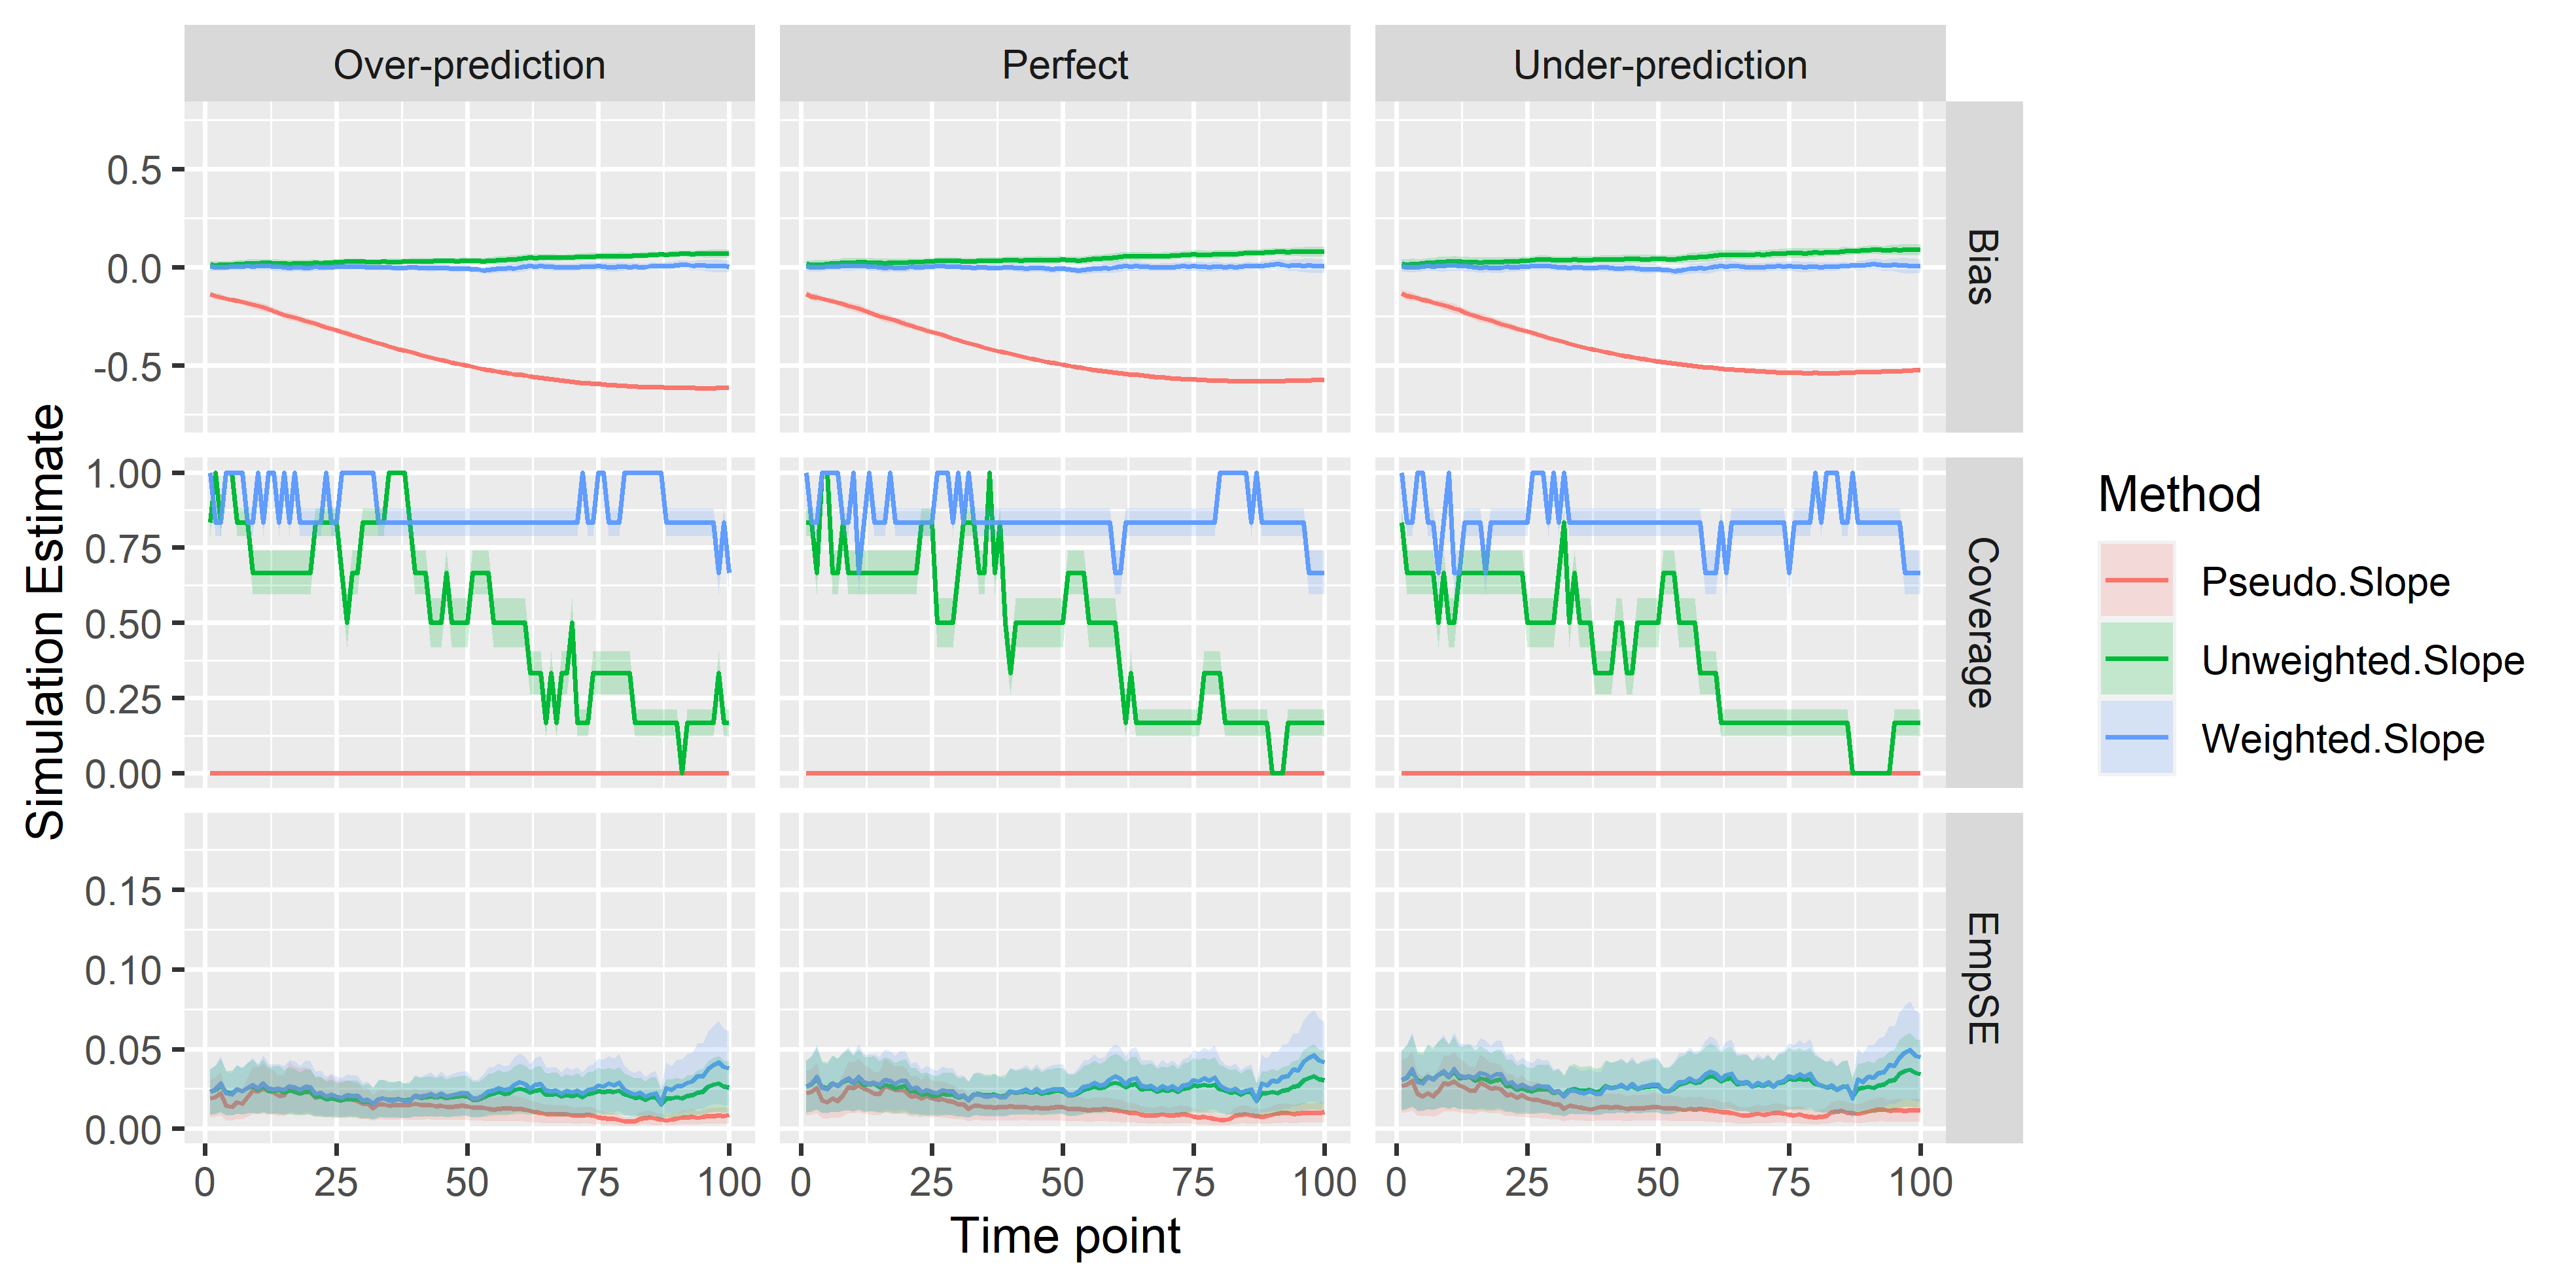 Over-prediction
Perfect
Under-prediction
0.5
0.0
-0.5
Bias
Simulation Estimate
1.00
0.75
0.50
0.25
0.00
Coverage
Method
Pseudo.Slope
Unweighted.Slope
Weighted.Slope
0.15
0.10
0.05
0.00
EmpSE
0 25 50 75 100
0 25 50 75 100
0 25 50 75 100
Time point